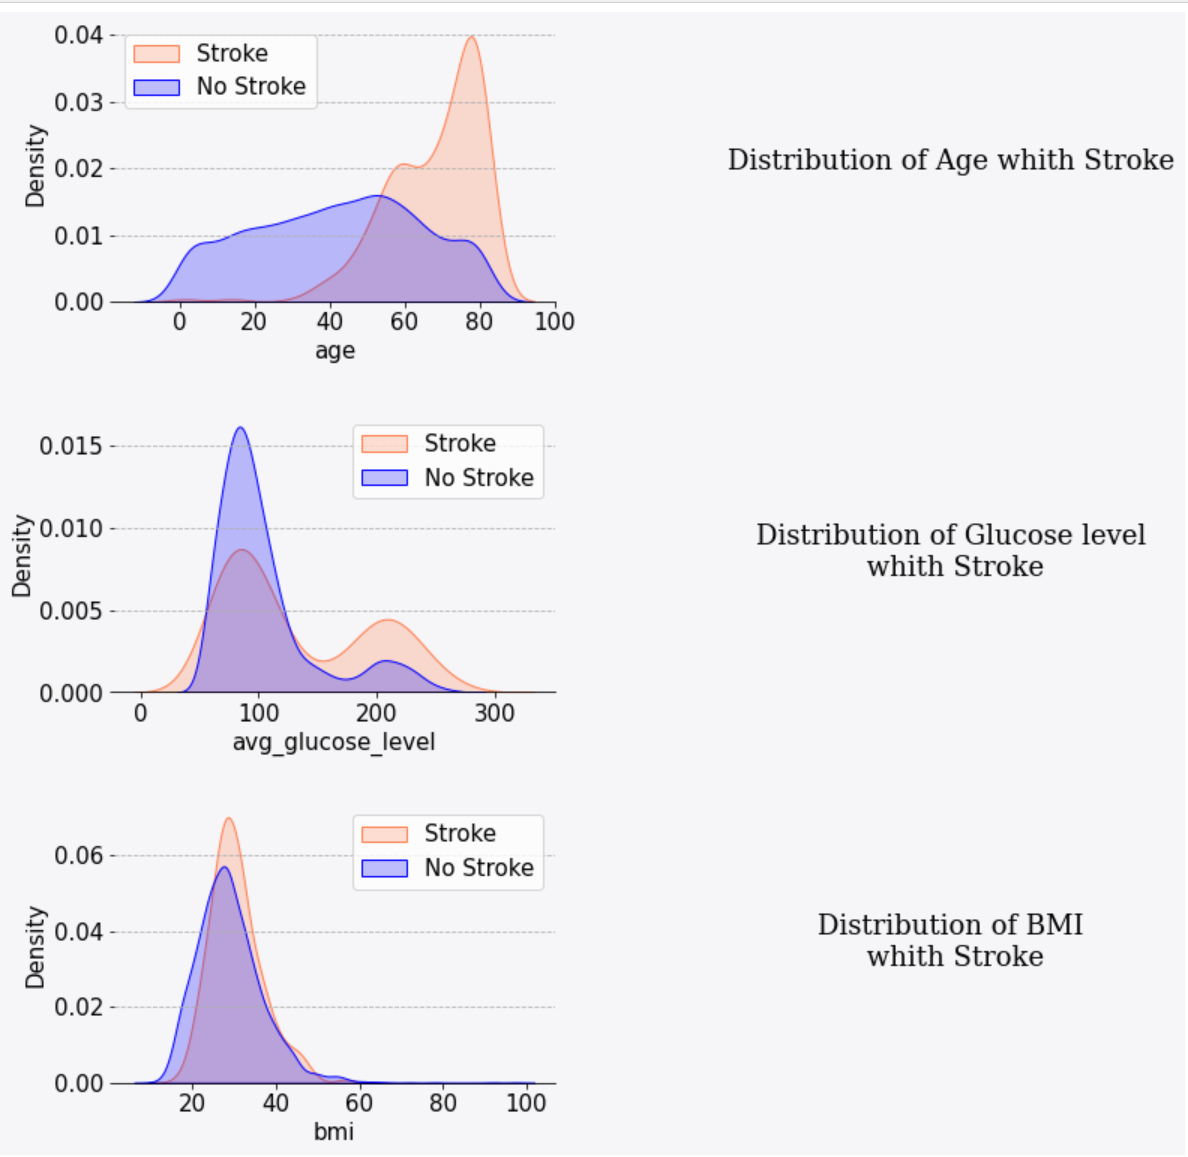 0.04
Stroke
No Stroke
0.03
Density
0.02
Distribution of Age whith Stroke
0.01
0.00
0 20 40 60 80 100
age
0.015
Stroke
No Stroke
0.010
Density
Distribution of Glucose level
whith Stroke
0.005
0.000
0 100 200 300
avg_glucose_level
Stroke
No Stroke
0.06
Density
0.04
Distribution of BMI
whith Stroke
0.02
0.00
20 40 60 80 100
bmi